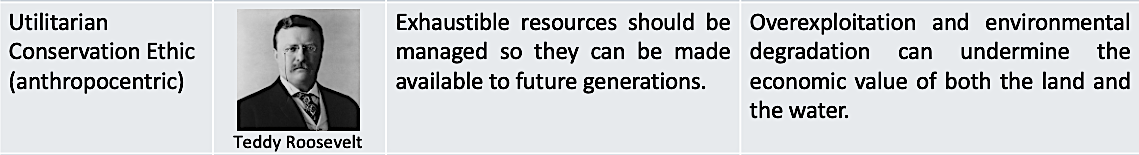 Utilitarian
Conservation Ethic
(anthropocentric)
Teddy Roosevelt
Exhaustible resources should be
managed so they can be made
available to future generations.
Overexploitation and environmental
degradation can undermine the
economic value of both the land and
the water.